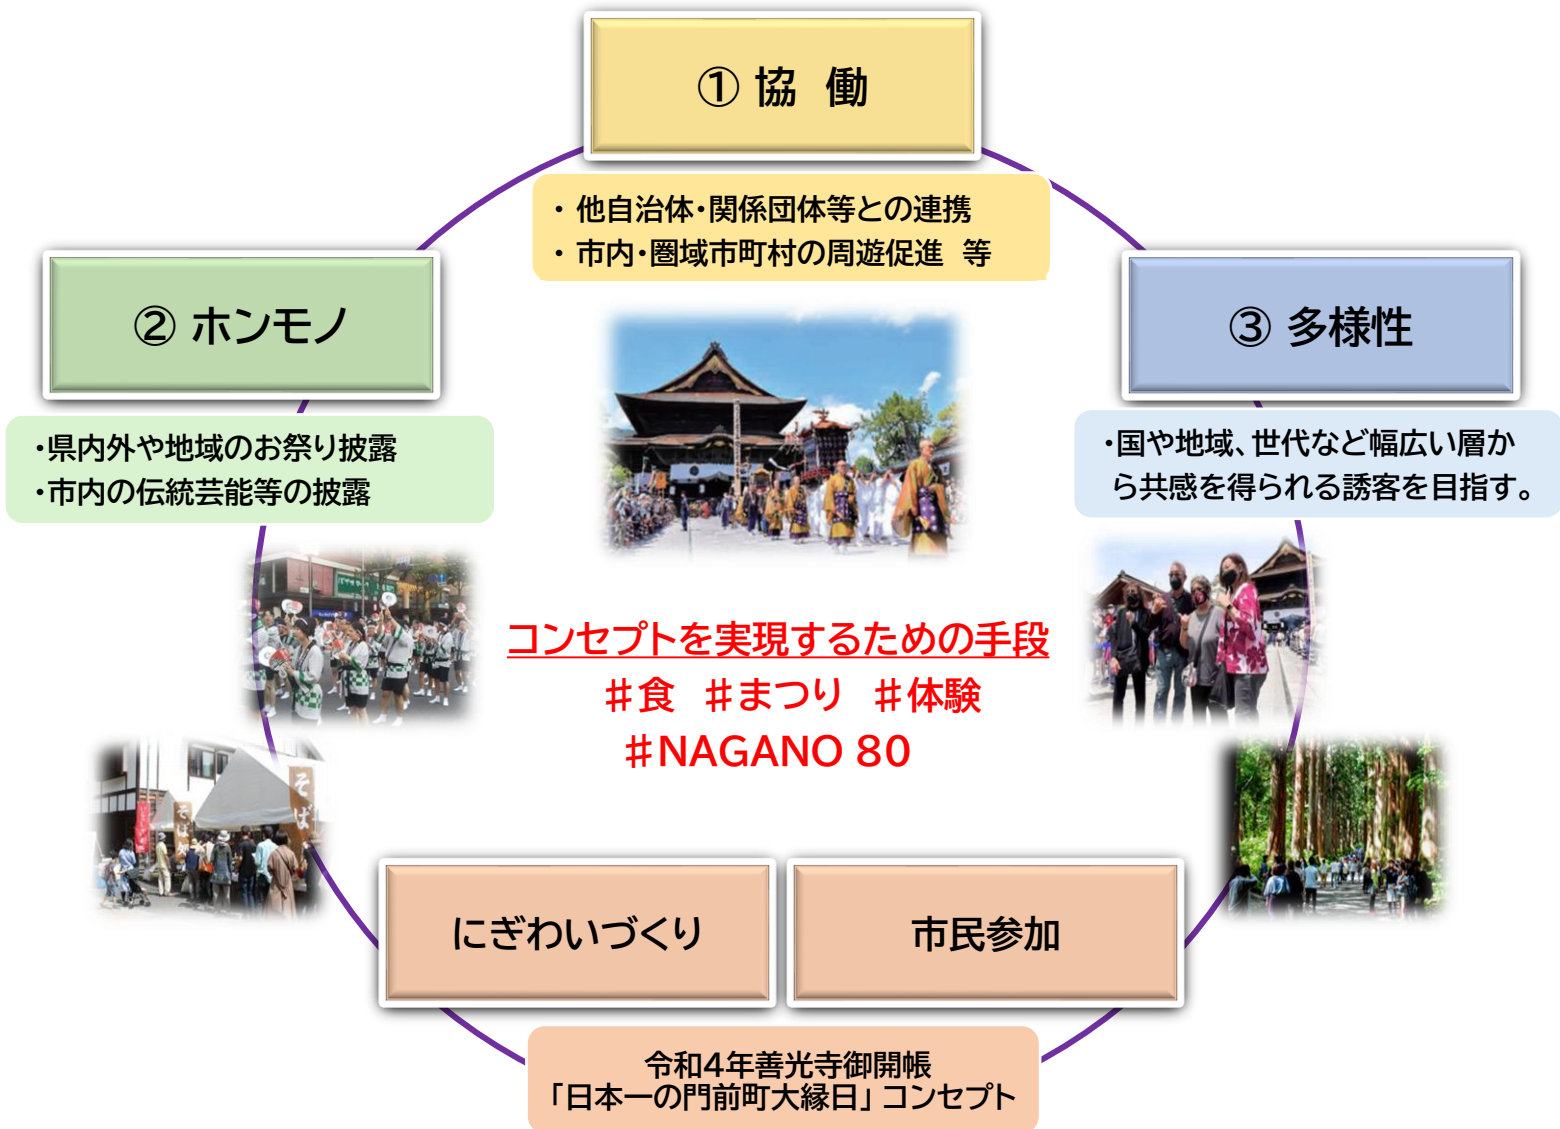 ① 協 働
・ 他自治体・関係団体等との連携
・ 市内・圏域市町村の周遊促進 等
② ホンモノ
・県内外や地域のお祭り披露
・市内の伝統芸能等の披露
③ 多様性
・国や地域、世代など幅広い層か
ら共感を得られる誘客を目指す。
コンセプトを実現するための手段
＃食 ＃まつり ＃体験
＃NAGANO 80
そば
そば
にぎわいづくり
市民参加
令和4年善光寺御開帳
「日本一の門前町大縁日」コンセプト